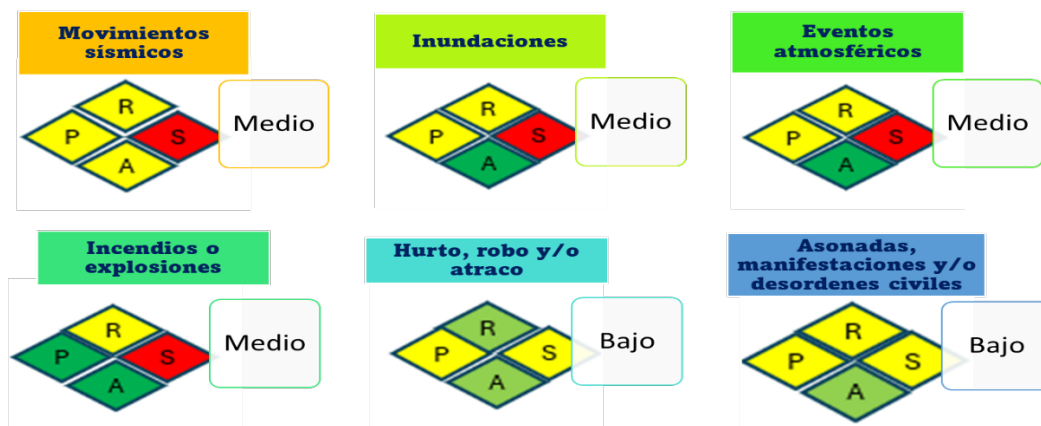 Movimientos
sísmicos
R
P
S
A
Medio
Inundaciones
R
P
S
A
Medio
Eventos
atmosféricos
R
P
S
A
Medio
Incendios o
explosiones
R
P
S
A
Medio
Hurto, robo y/o
atraco
R
P
S
A
Bajo
Asonadas,
manifestaciones y/o
desordenes civiles
R
P
S
A
Bajo